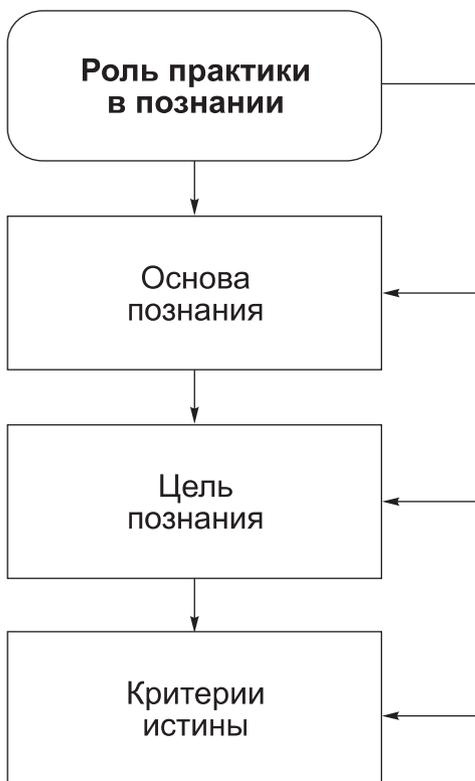 Роль практики
в познании
Основа
познания
Цель
познания
Критерии
истины